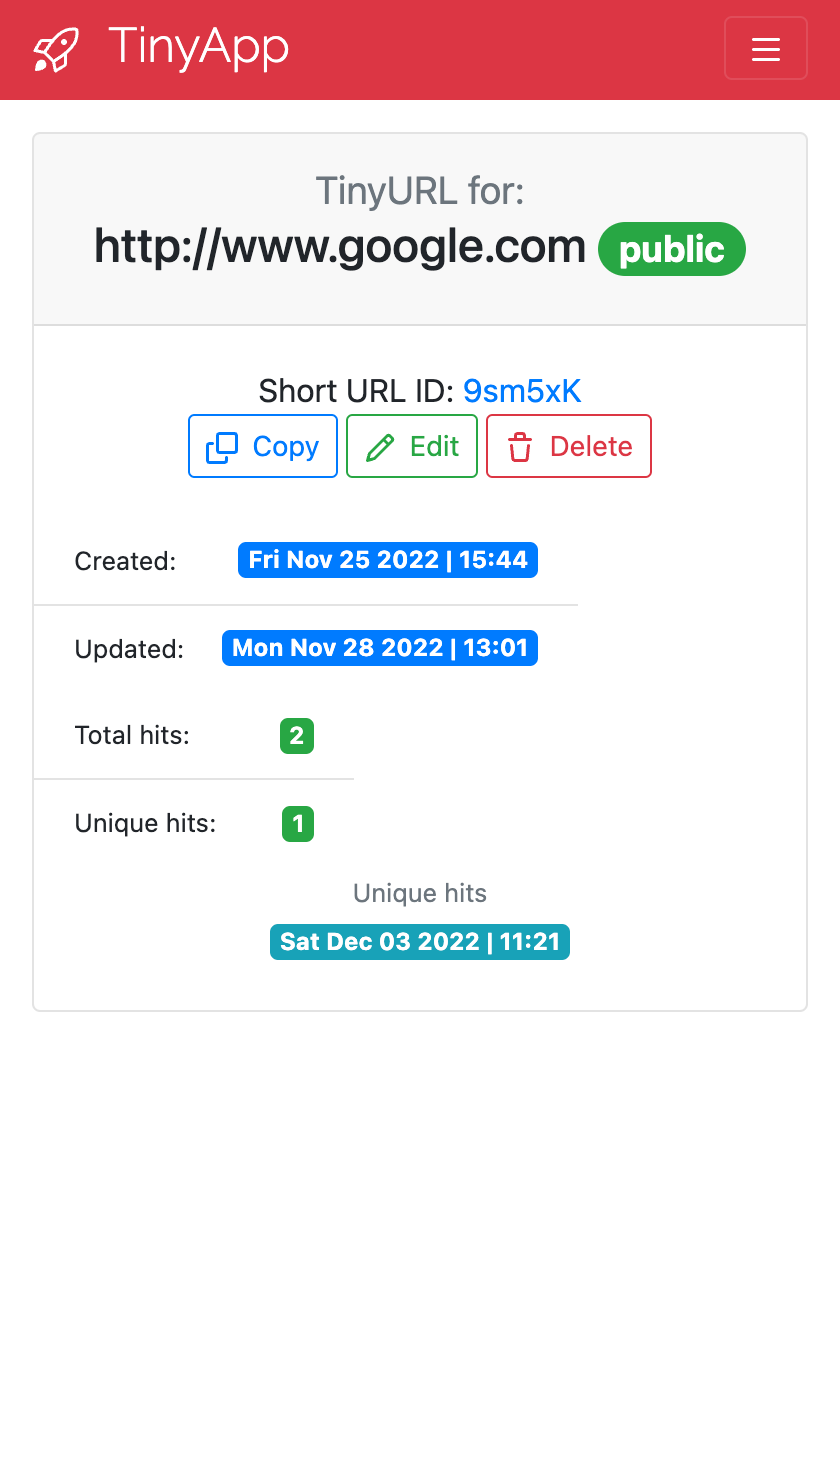 TinyApp
TinyURL for:
http://www.google.com public
Short URL ID: 9sm5xK
Copy Edit Delete
Created: Fri Nov 25 2022 | 15:44
Updated: Mon Nov 28 2022 | 13:01
Total hits: 2
Unique hits: 1
Unique hits
Sat Dec 03 2022 | 11:21